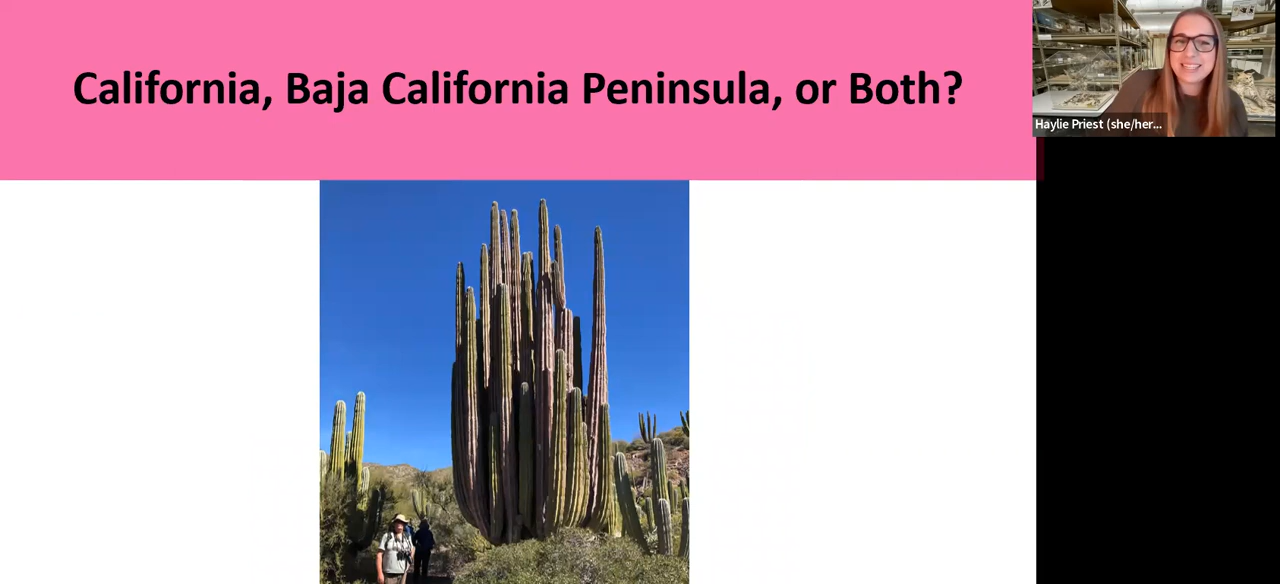 California, Baja California Peninsula, or Both?
Haylie Priest (she/her...